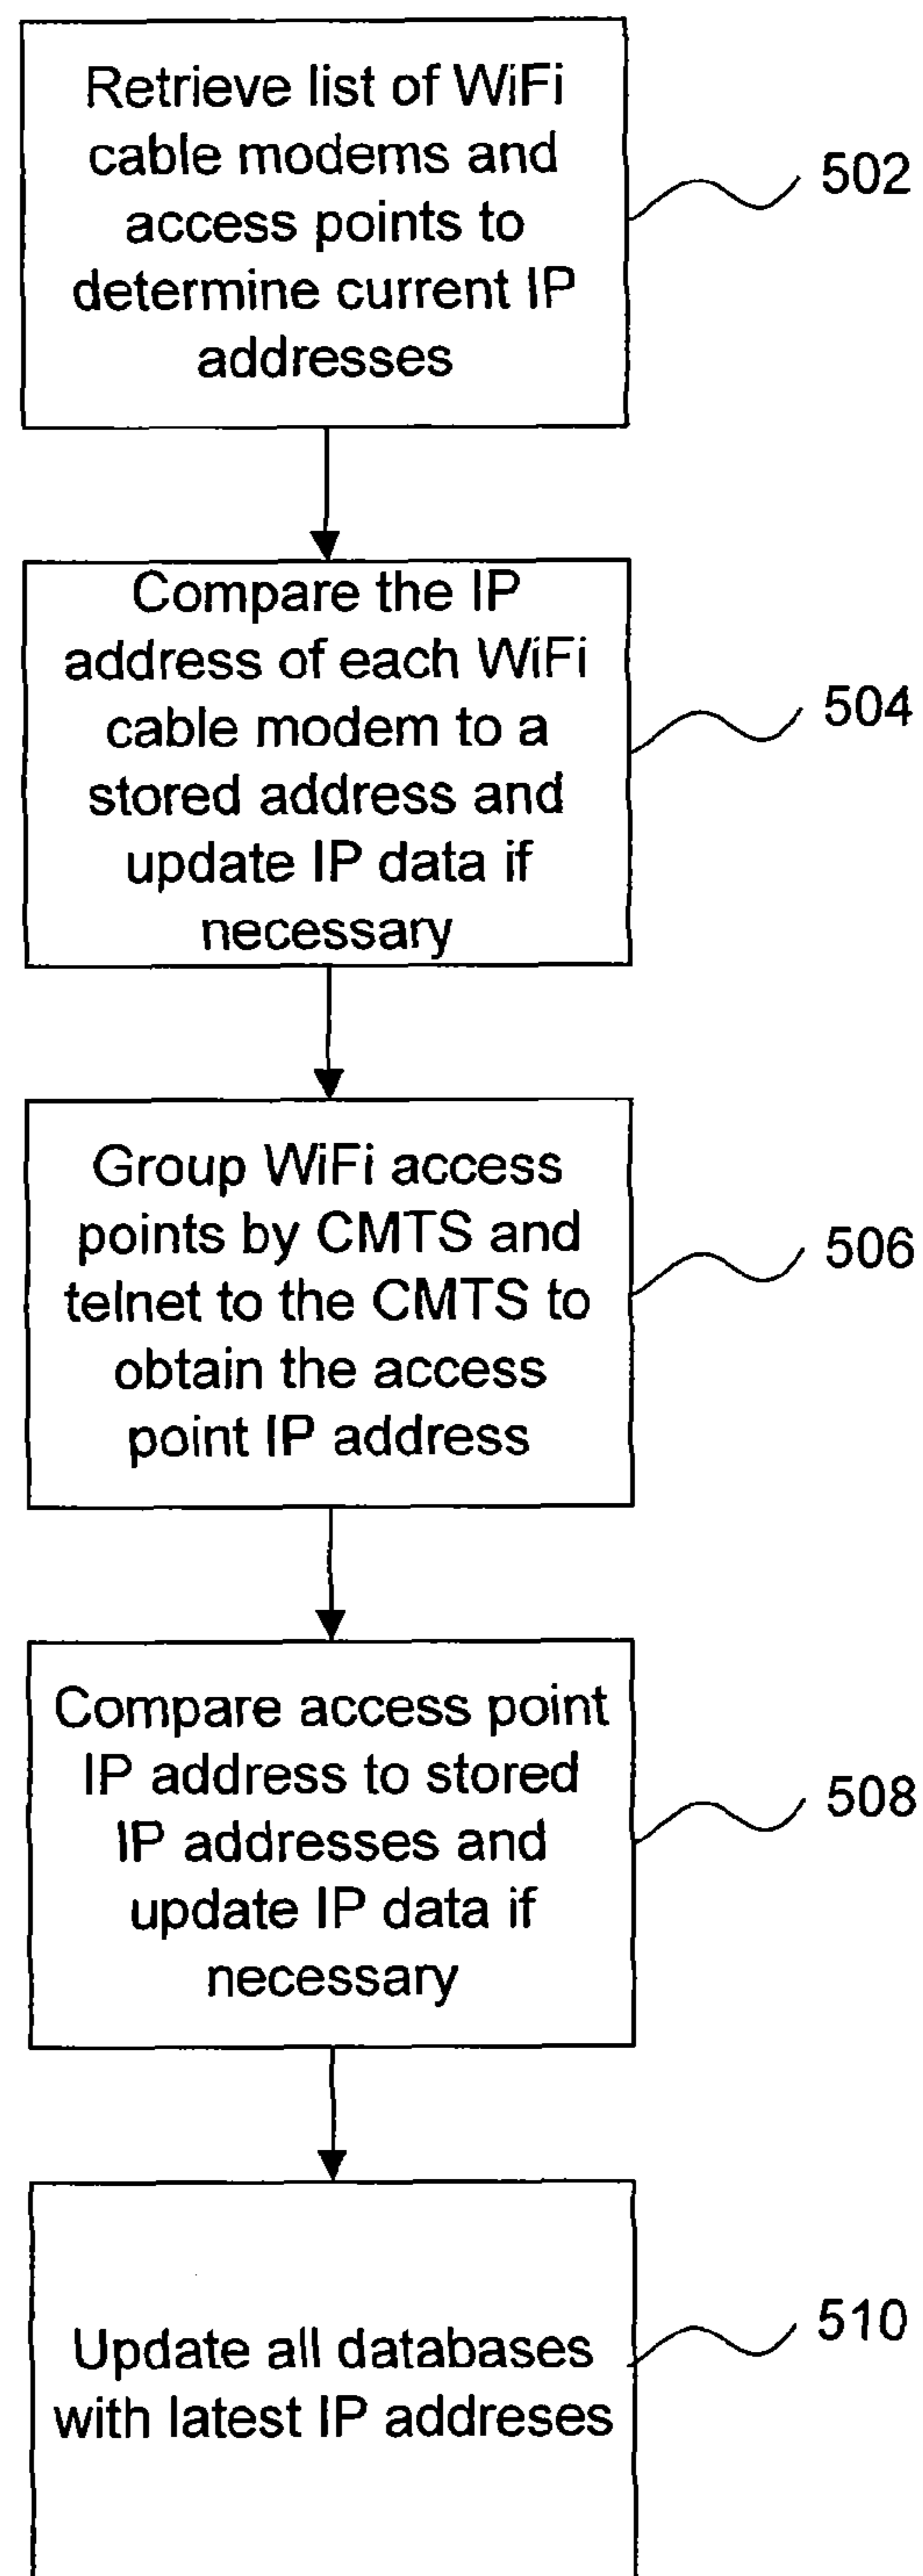 Retrieve list of WiFi
cable modems and
access points to
determine current IP
addresses
502
Compare the IP
address of each WiFi
cable modem to a
stored address and
update IP data if
necessary
504
Group WiFi access
points by CMTS and
telnet to the CMTS to
obtain the access
point IP address
506
Compare access point
IP address to stored
IP addresses and
update IP data if
necessary
508
Update all databases
with latest IP addreses
510